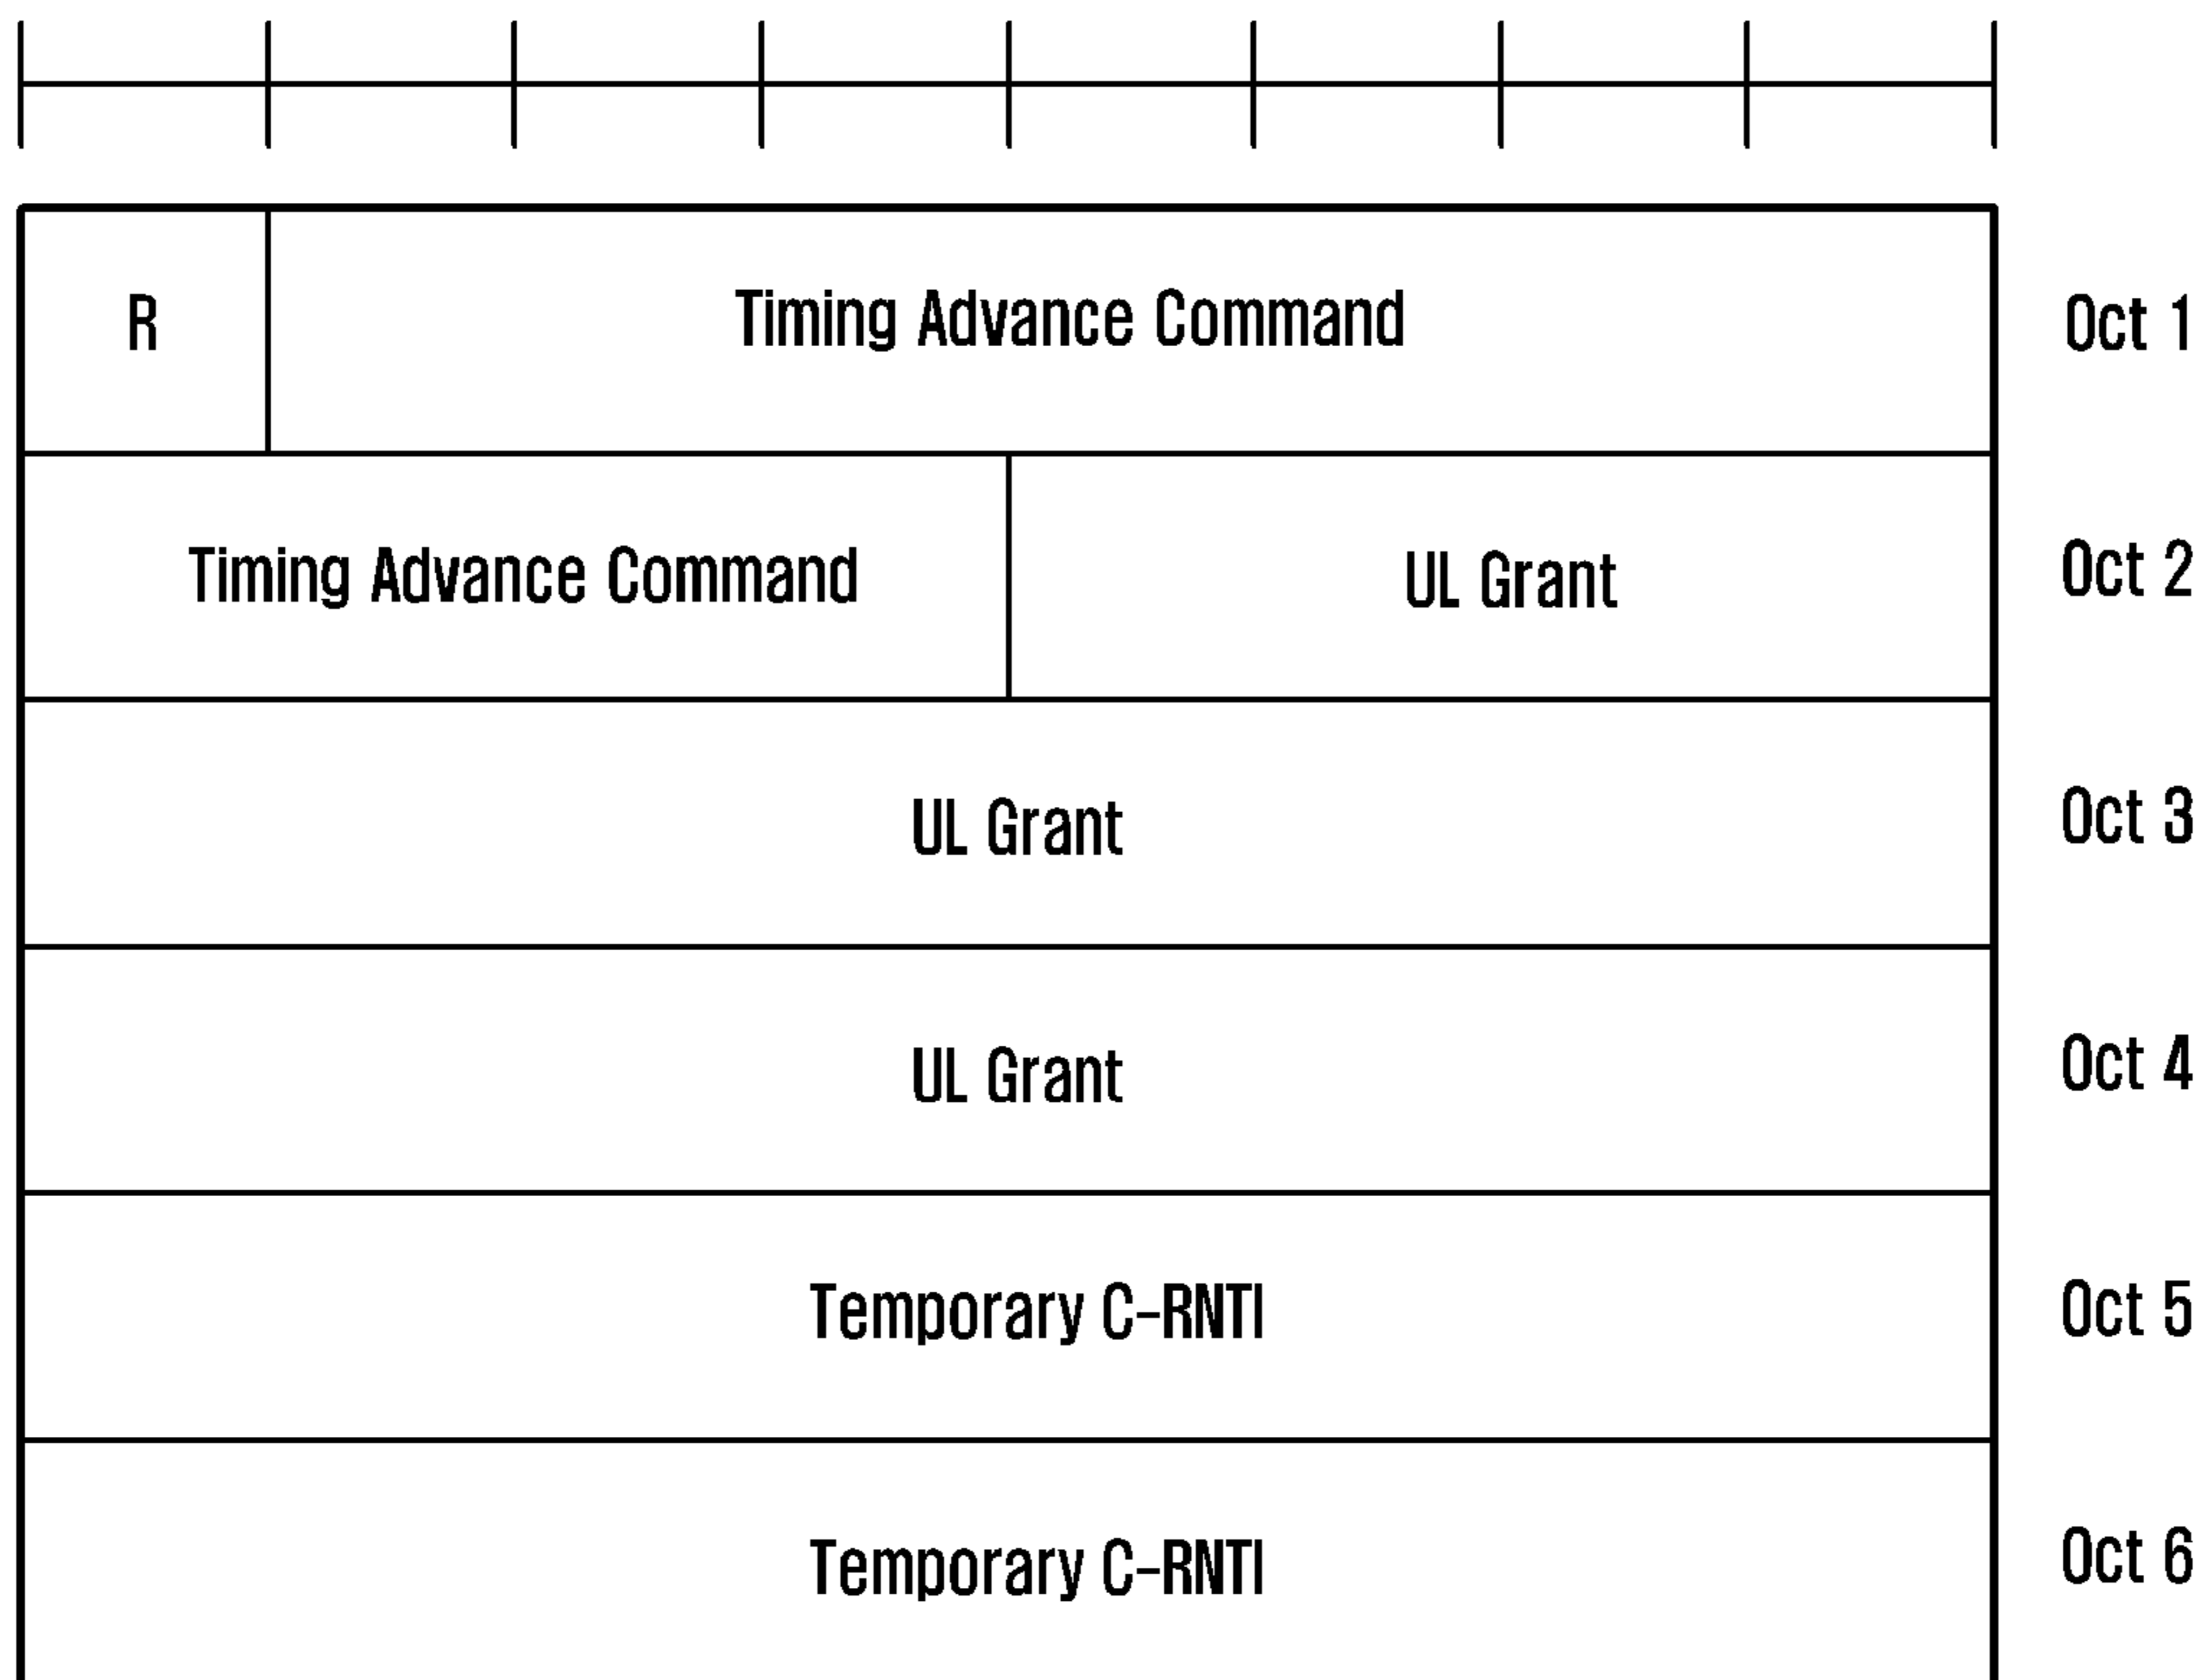 R Timing Advance Command Oct 1
Timing Advance Command UL Grant Oct 2
UL Grant Oct 3
UL Grant Oct 4
Temporary C-RNTI Oct 5
Temporary C-RNTI Oct 6